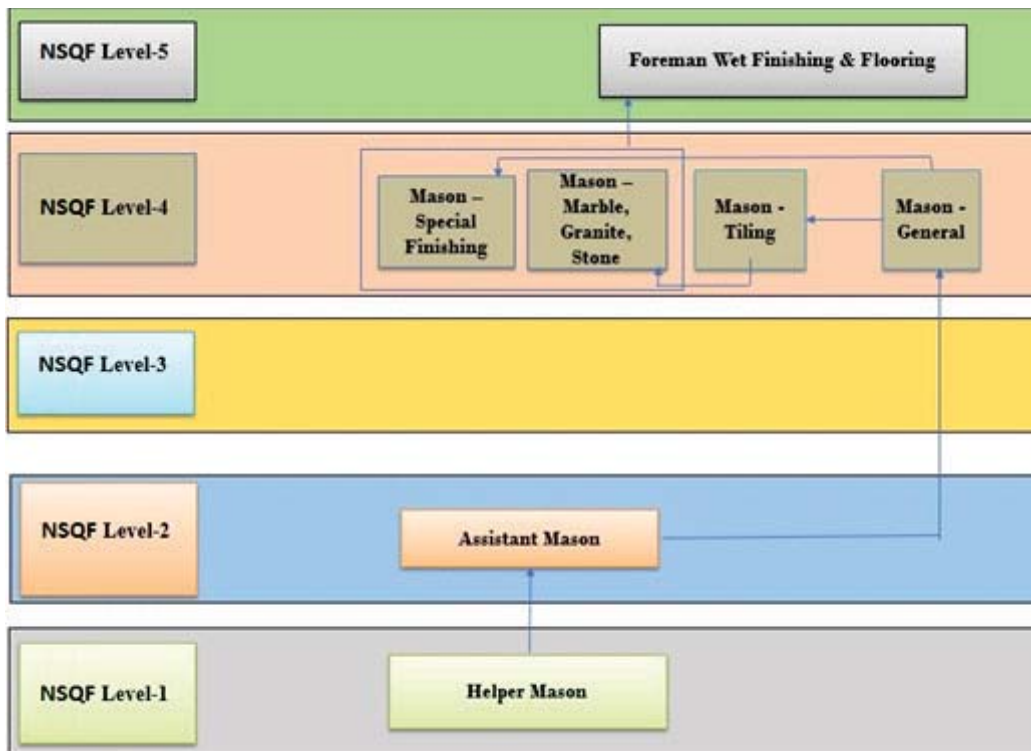 NSQF Level-5
Foreman Wet Finishing & Flooring
NSQF Level-4
Mason –
Special
Finishing
Mason –
Marble,
Granite,
Stone
Mason -
Tiling
Mason -
General
NSQF Level-3
NSQF Level-2
Assistant Mason
NSQF Level-1
Helper Mason